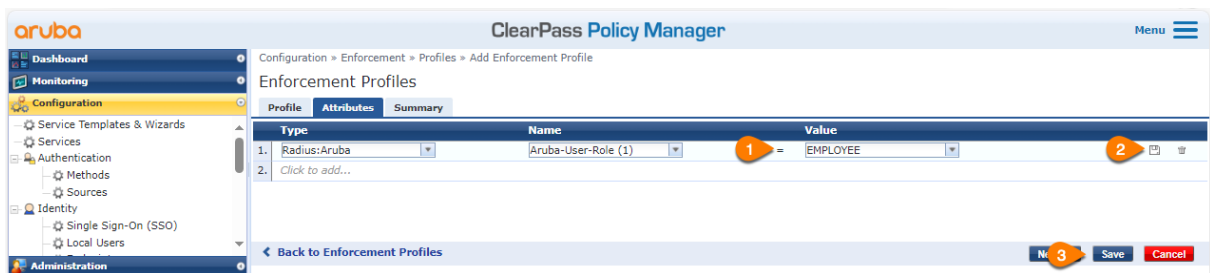 aruba
ClearPass Policy Manager
Menu
Dashboard
Monitoring
Configuration
Service Templates & Wizards
Services
Authentication
Methods
Sources
Identity
Single Sign-On (SSO)
Local Users
Administration
Configuration » Enforcement » Profiles » Add Enforcement Profile
Enforcement Profiles
Profile Attributes Summary
Type Name Value
1. Radius:Aruba Aruba-User-Role (1) 1 = EMPLOYEE 2
2. Click to add...
Back to Enforcement Profiles
3 Save Cancel